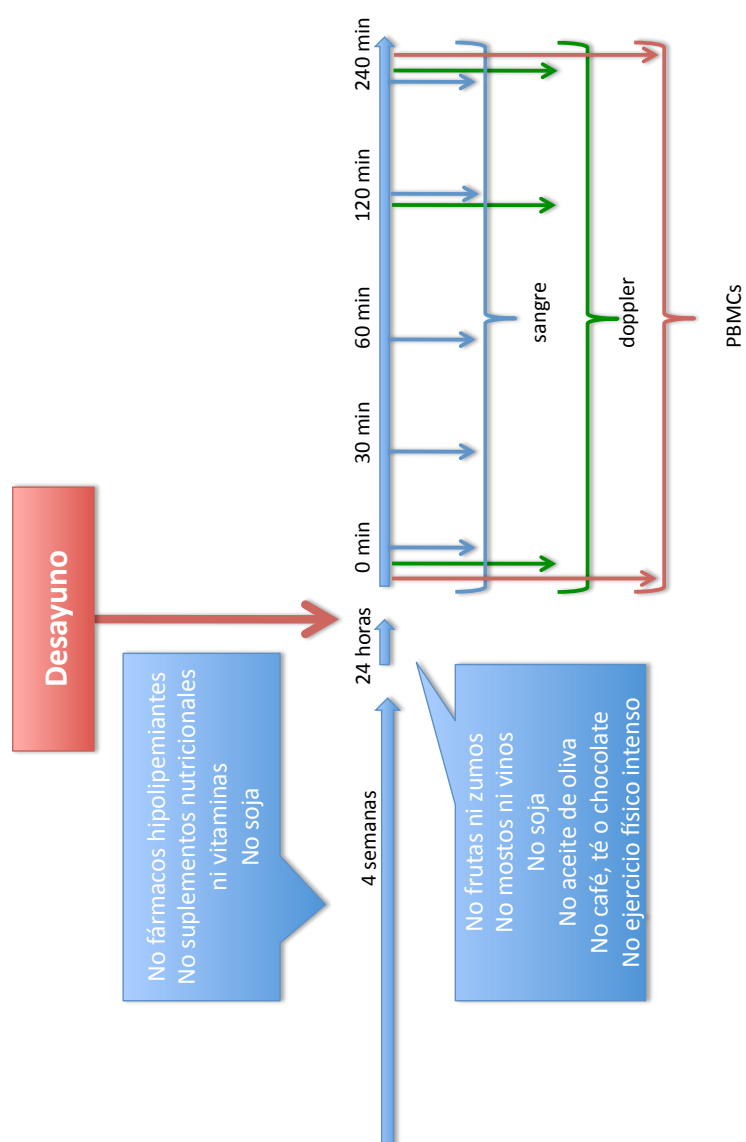 Desayuno
No fármacos hipolipemiantes
No suplementos nutricionales
ni vitaminas
No soja
4 semanas
24 horas
0 min
30 min
60 min
120 min
240 min
No frutas ni zumos
No mostos ni vinos
No soja
No aceite de oliva
No café, té o chocolate
No ejercicio físico intenso
sangre
doppler
PBMCs